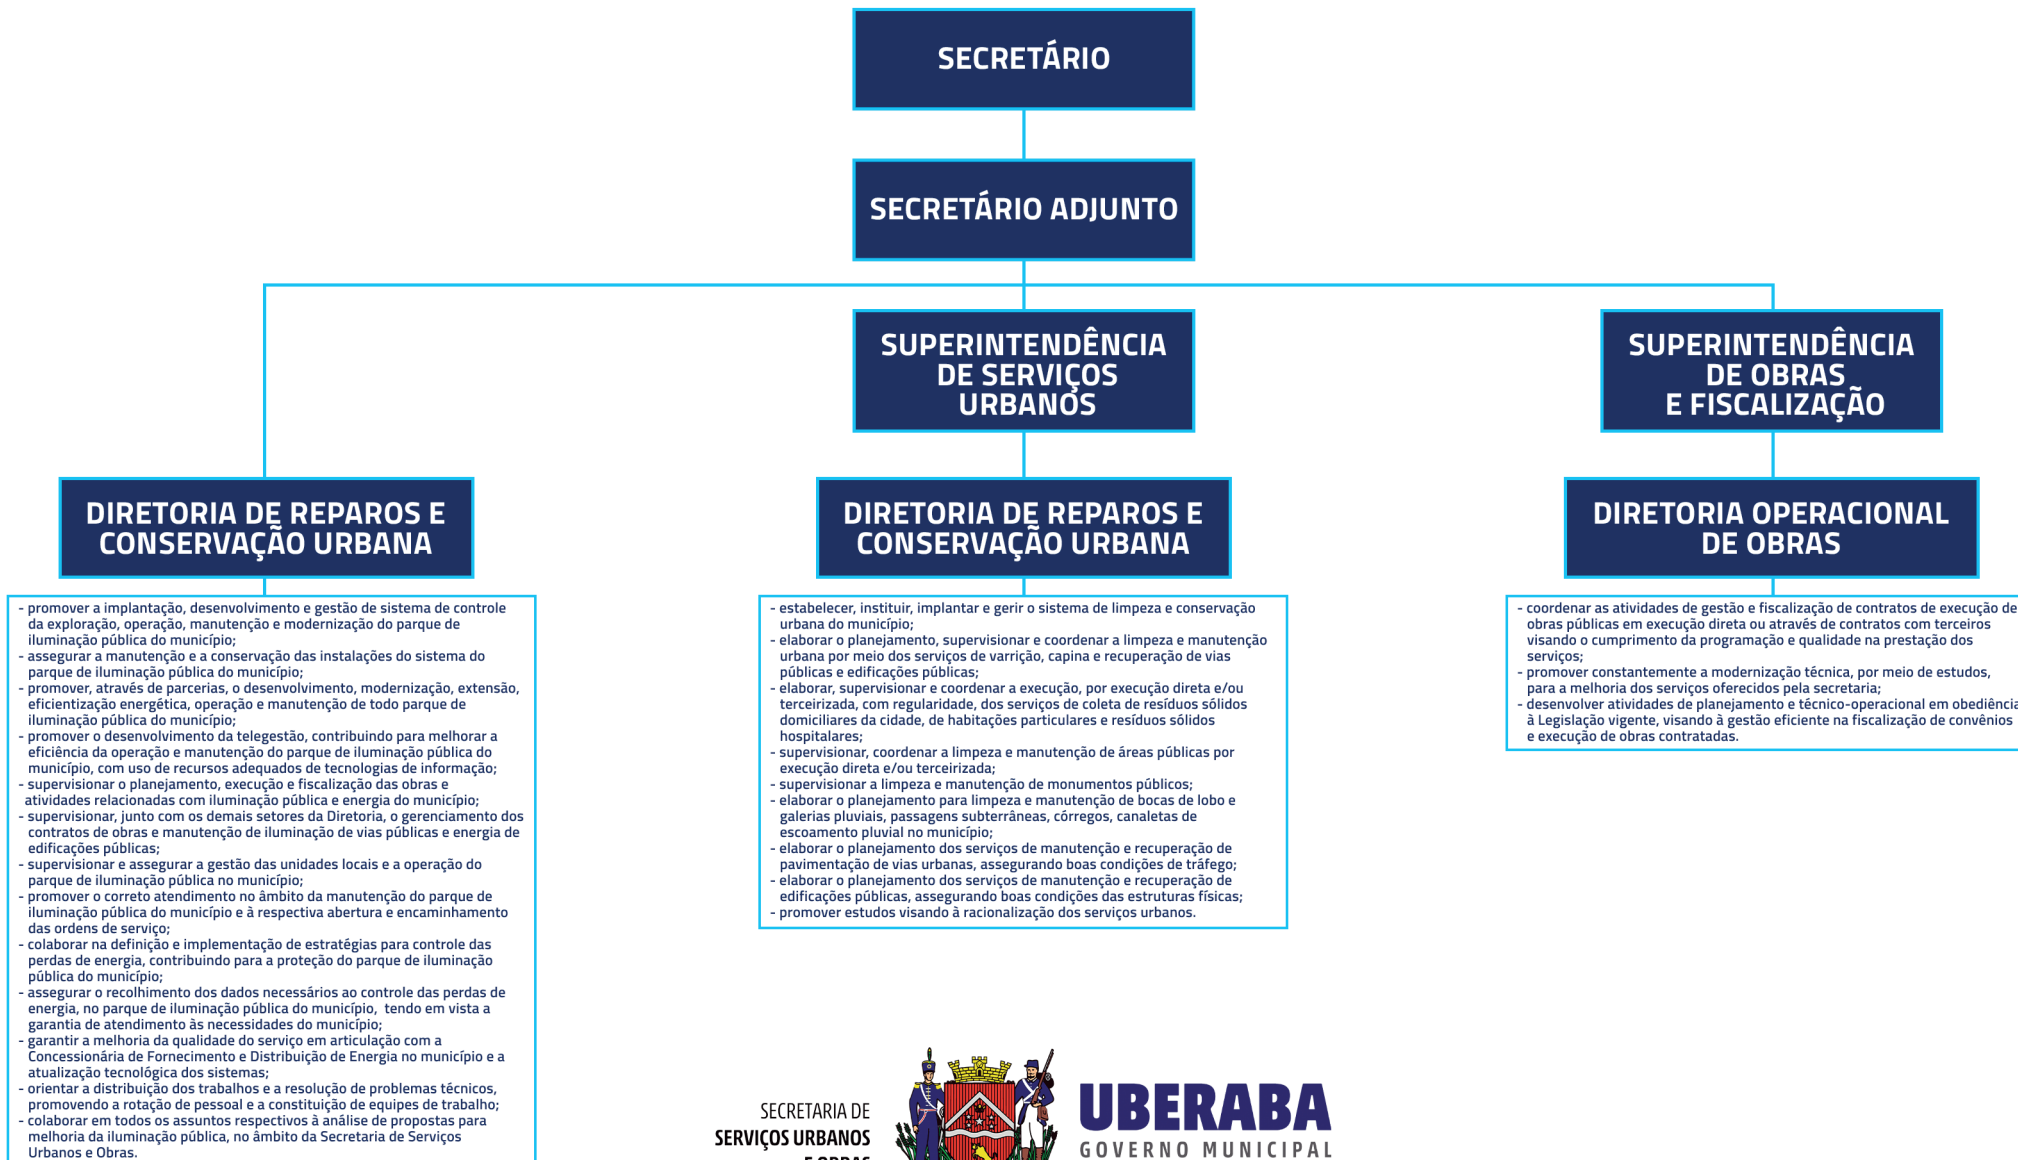 SECRETÁRIO
SECRETÁRIO ADJUNTO
SUPERINTENDÊNCIA
DE SERVIÇOS
URBANOS
SUPERINTENDÊNCIA
DE OBRAS
E FISCALIZAÇÃO
DIRETORIA DE REPAROS E
CONSERVAÇÃO URBANA
- promover a implantação, desenvolvimento e gestão de sistema de controle
da exploração, operação, manutenção e modernização do parque de
iluminação pública do município;
- assegurar a manutenção e a conservação das instalações do sistema do
parque de iluminação pública do município;
- promover, através de parcerias, o desenvolvimento, modernização, extensão,
eficientização energética, operação e manutenção de todo parque de
iluminação pública do município;
- promover o desenvolvimento da telegestão, contribuindo para melhorar a
eficiência da operação e manutenção do parque de iluminação pública do
município, com uso de recursos adequados de tecnologias de informação;
- supervisionar o planejamento, execução e fiscalização das obras e
atividades relacionadas com iluminação pública e energia do município;
- supervisionar, junto com os demais setores da Diretoria, o gerenciamento dos
contratos de obras e manutenção de iluminação de vias públicas e energia de
edificações públicas;
- supervisionar e assegurar a gestão das unidades locais e a operação do
parque de iluminação pública no município;
- promover o correto atendimento no âmbito da manutenção do parque de
iluminação pública do município e à respectiva abertura e encaminhamento
das ordens de serviço;
- colaborar na definição e implementação de estratégias para controle das
perdas de energia, contribuindo para a proteção do parque de iluminação
pública do município;
- assegurar o recolhimento dos dados necessários ao controle das perdas de
energia, no parque de iluminação pública do município, tendo em vista a
garantia de atendimento às necessidades do município;
- garantir a melhoria da qualidade do serviço em articulação com a
Concessionária de Fornecimento e Distribuição de Energia no município e a
atualização tecnológica dos sistemas;
- orientar a distribuição dos trabalhos e a resolução de problemas técnicos,
promovendo a rotação de pessoal e a constituição de equipes de trabalho;
- colaborar em todos os assuntos respectivos à análise de propostas para
melhoria da iluminação pública, no âmbito da Secretaria de Serviços
Urbanos e Obras.
DIRETORIA DE REPAROS E
CONSERVAÇÃO URBANA
- estabelecer, instituir, implantar e gerir o sistema de limpeza e conservação
urbana do município;
- elaborar o planejamento, supervisionar e coordenar a limpeza e manutenção
urbana por meio dos serviços de varrição, capina e recuperação de vias
públicas e edificações públicas;
- elaborar, supervisionar e coordenar a execução, por execução direta e/ou
terceirizada, com regularidade, dos serviços de coleta de resíduos sólidos
domiciliares da cidade, de habitações particulares e resíduos sólidos
hospitalares;
- supervisionar, coordenar a limpeza e manutenção de áreas públicas por
execução direta e/ou terceirizada;
- supervisionar a limpeza e manutenção de monumentos públicos;
- elaborar o planejamento para limpeza e manutenção de bocas de lobo e
galerias pluviais, passagens subterrâneas, córregos, canaletas de
escoamento pluvial no município;
- elaborar o planejamento dos serviços de manutenção e recuperação de
pavimentação de vias urbanas, assegurando boas condições de tráfego;
- elaborar o planejamento dos serviços de manutenção e recuperação de
edificações públicas, assegurando boas condições das estruturas físicas;
- promover estudos visando à racionalização dos serviços urbanos.
DIRETORIA OPERACIONAL
DE OBRAS
- coordenar as atividades de gestão e fiscalização de contratos de execução de
obras públicas em execução direta ou através de contratos com terceiros
visando o cumprimento da programação e qualidade na prestação dos
serviços;
- promover constantemente a modernização técnica, por meio de estudos,
para a melhoria dos serviços oferecidos pela secretaria;
- desenvolver atividades de planejamento e técnico-operacional em obediência
à Legislação vigente, visando à gestão eficiente na fiscalização de convênios
e execução de obras contratadas.
SECRETARIA DE
SERVIÇOS URBANOS
E OBRAS
UBERABA
GOVERNO MUNICIPAL